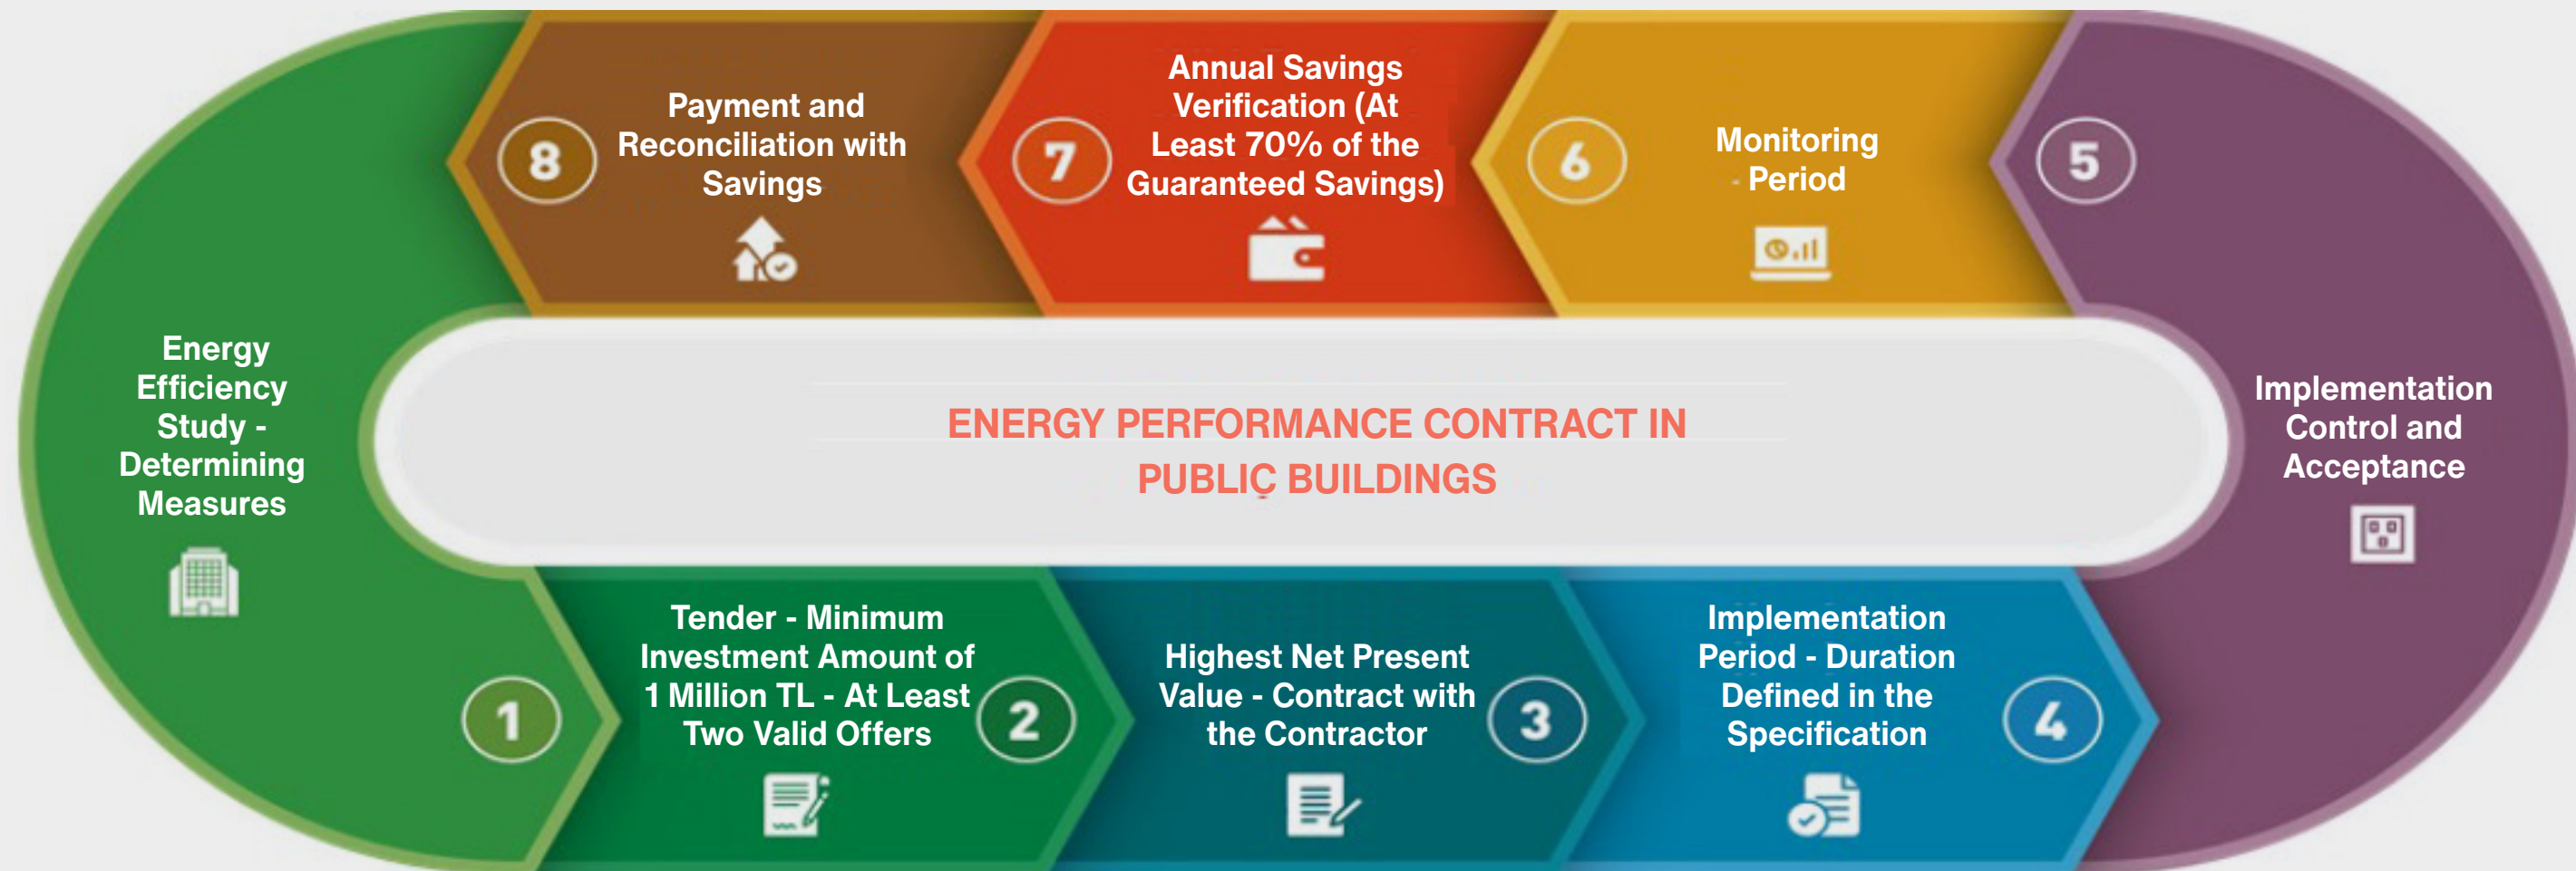 8
Payment and
Reconciliation with
Savings
7
Annual Savings
Verification (At
Least 70% of the
Guaranteed Savings)
6
Monitoring
- Period
5
Energy
Efficiency
Study -
Determining
Measures
ENERGY PERFORMANCE CONTRACT IN
PUBLIC BUILDINGS
Implementation
Control and
Acceptance
1
Tender - Minimum
Investment Amount of
1 Million TL - At Least
Two Valid Offers
2
Highest Net Present
Value - Contract with
the Contractor
3
Implementation
Period - Duration
Defined in the
Specification
4